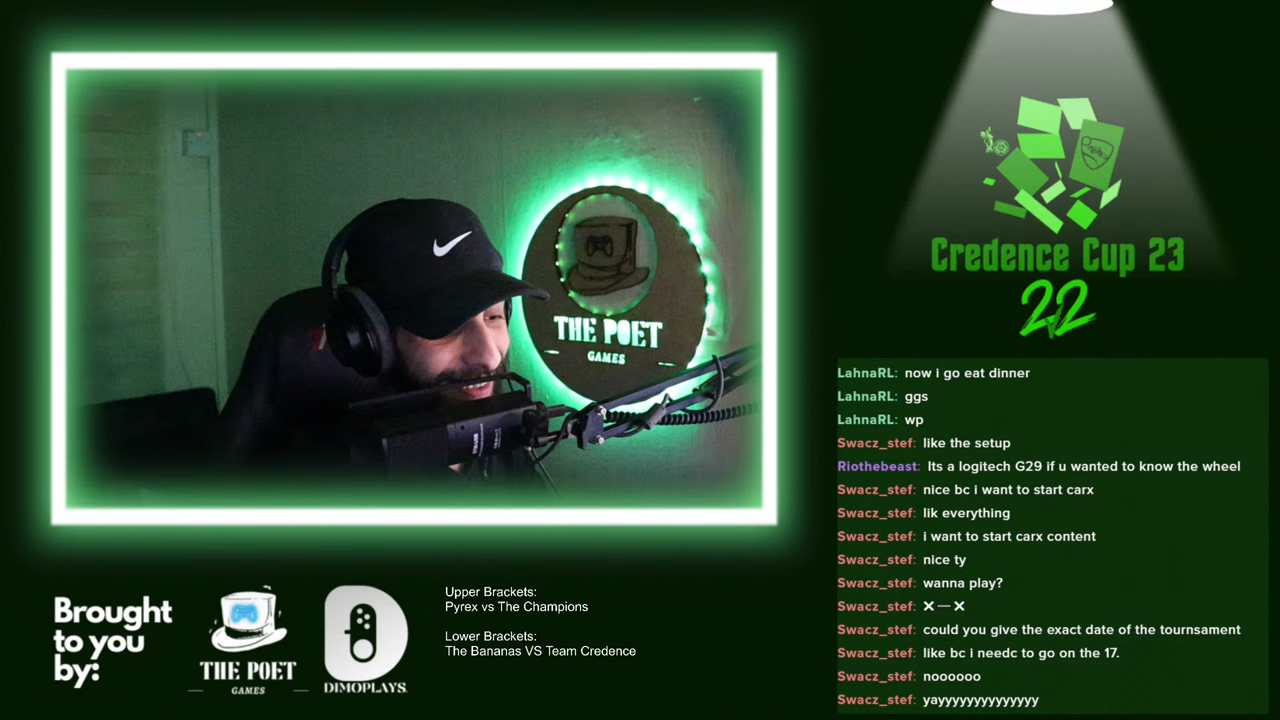 THE POET
GAMES
Credence Cup 23
2v2
LahnaRL: now i go eat dinner
LahnaRL: ggs
LahnaRL: wp
Swacz_stef: like the setup
Riothebeast: Its a logitech G29 if u wanted to know the wheel
Swacz_stef: nice bc i want to start carx
Swacz_stef: lik everything
Swacz_stef: i want to start carx content
Swacz_stef: nice ty
Swacz_stef: wanna play?
Swacz_stef: ❌ — ❌
Swacz_stef: could you give the exact date of the tournsament
Swacz_stef: like bc i needc to go on the 17.
Swacz_stef: noooooo
Swacz_stef: yayyyyyyyyyyyyyy
Brought
to you
by:
THE POET
GAMES
DIMOPLAYS.
Upper Brackets:
Pyrex vs The Champions
Lower Brackets:
The Bananas VS Team Credence